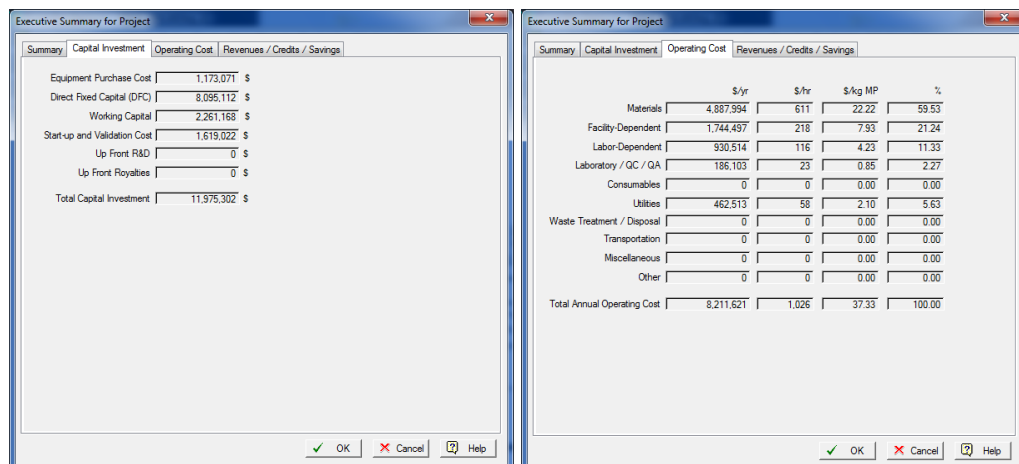 Executive Summary for Project
Summary Capital Investment Operating Cost Revenues / Credits / Savings
Equipment Purchase Cost 1,173,071 $
Direct Fixed Capital (DFC) 8,095,112 $
Working Capital 2,261,168 $
Start-up and Validation Cost 1,619,022 $
Up Front R&D 0 $
Up Front Royalties 0 $
Total Capital Investment 11,975,302 $
OK Cancel Help
Executive Summary for Project
Summary Capital Investment Operating Cost Revenues / Credits / Savings
$/yr $/hr $/kg MP %
Materials 4,887,994 611 22.22 59.53
Facility-Dependent 1,744,497 218 7.93 21.24
Labor-Dependent 930,514 116 4.23 11.33
Laboratory / QC / QA 186,103 23 0.85 2.27
Consumables 0 0 0.00 0.00
Utilities 462,513 58 2.10 5.63
Waste Treatment / Disposal 0 0 0.00 0.00
Transportation 0 0 0.00 0.00
Miscellaneous 0 0 0.00 0.00
Other 0 0 0.00 0.00
Total Annual Operating Cost 8,211,621 1,026 37.33 100.00
OK Cancel Help